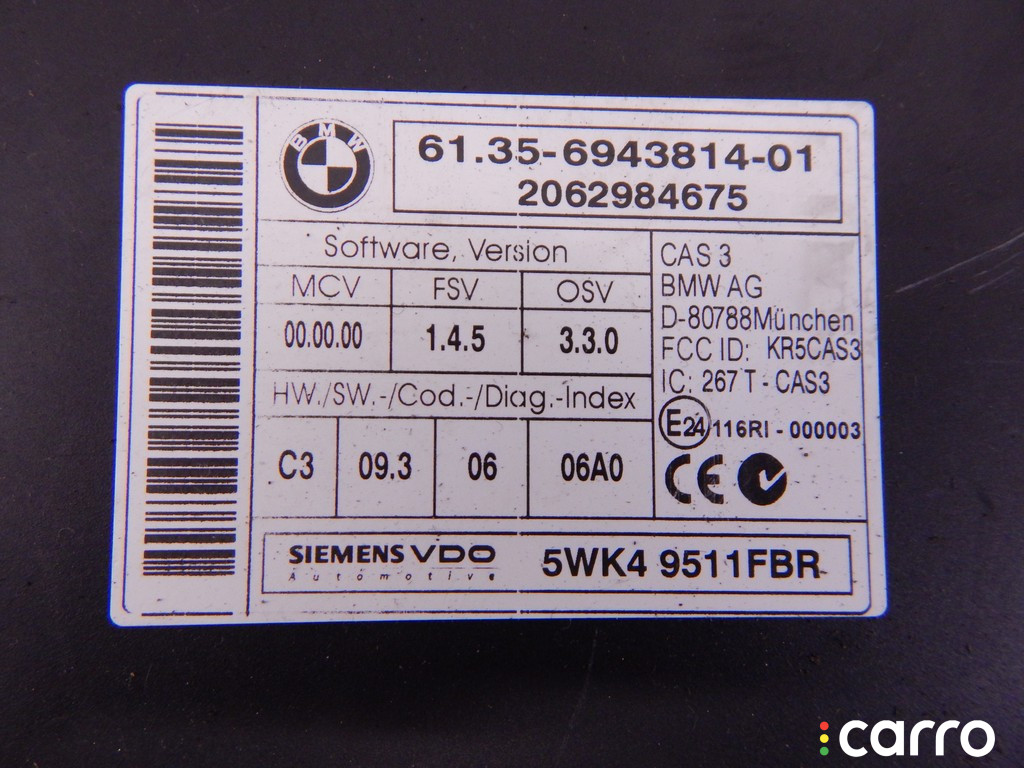 BMW
61.35-6943814-01
2062984675
Software, Version
MCV FSV OSV
00.00.00 1.4.5 3.3.0
HW./SW.-/Cod.-/Diag.-Index
C3 09.3 06 06A0
CAS 3
BMW AG
D-80788München
FCC ID: KR5CAS3
IC: 267 T - CAS3
E24 116RI - 000003
CE
SIEMENS VDO
Automotive
5WK4 9511FBR
carro